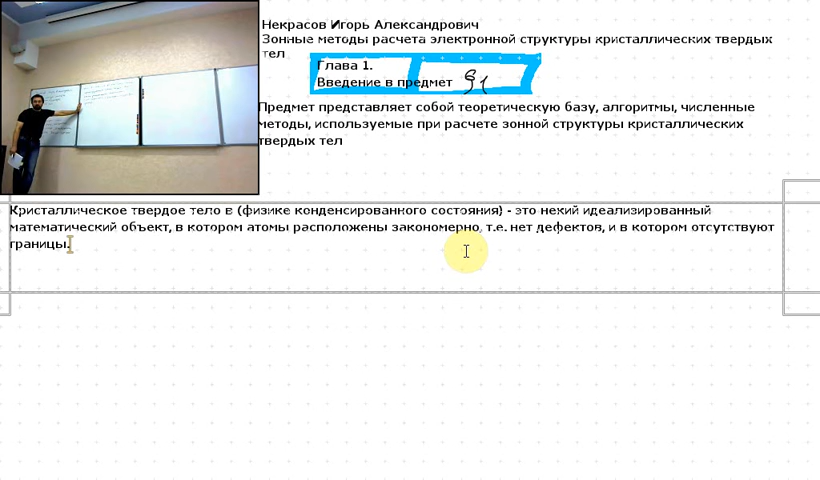 Некрасов Игорь Александрович
Зонные методы расчета электронной структуры кристаллических твердых
тел
Глава 1.
Введение в предмет §1
Предмет представляет собой теоретическую базу, алгоритмы, численные
методы, используемые при расчете зонной структуры кристаллических
твердых тел
Кристаллическое твердое тело в (физике конденсированного состояния) - это некий идеализированный
математический объект, в котором атомы расположены закономерно, т.е. нет дефектов, и в котором отсутствуют
границы.